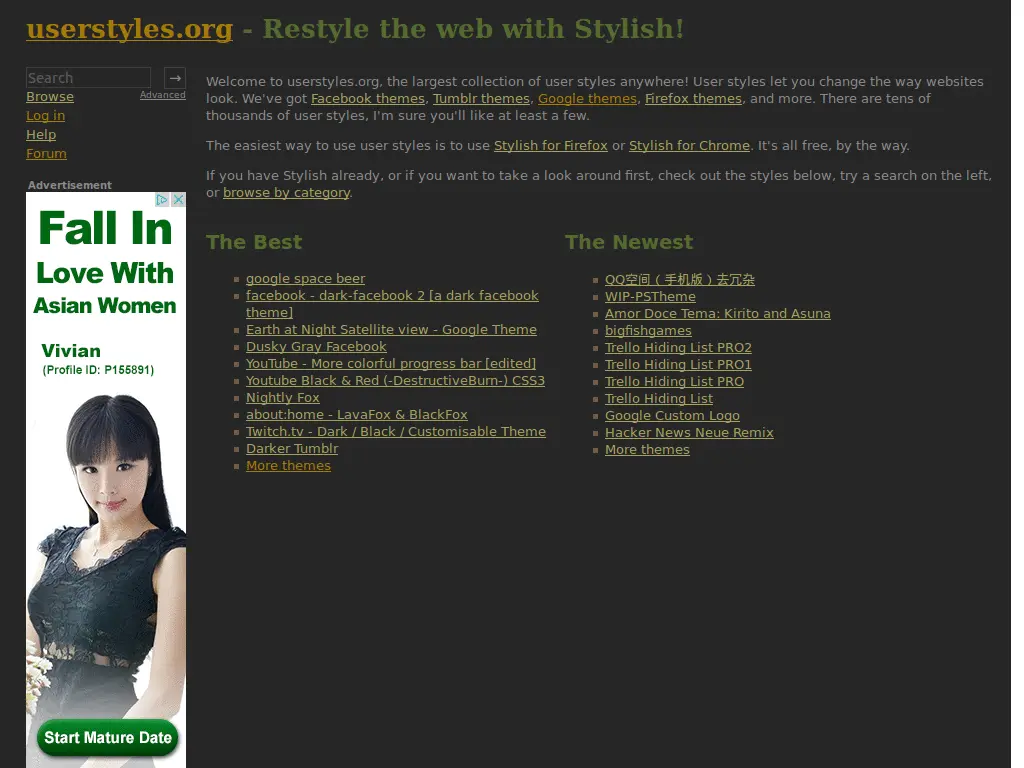 userstyles.org - Restyle the web with Stylish!
Search →
Advanced
Browse
Log in
Help
Forum
Advertisement
Fall In
Love With
Asian Women
Vivian
(Profile ID: P155891)
Start Mature Date
Welcome to userstyles.org, the largest collection of user styles anywhere! User styles let you change the way websites
look. We've got Facebook themes, Tumblr themes, Google themes, Firefox themes, and more. There are tens of
thousands of user styles, I'm sure you'll like at least a few.
The easiest way to use user styles is to use Stylish for Firefox or Stylish for Chrome. It's all free, by the way.
If you have Stylish already, or if you want to take a look around first, check out the styles below, try a search on the left,
or browse by category.
The Best
google space beer
facebook - dark-facebook 2 [a dark facebook
theme]
Earth at Night Satellite view - Google Theme
Dusky Gray Facebook
YouTube - More colorful progress bar [edited]
Youtube Black & Red (-DestructiveBurn-) CSS3
Nightly Fox
about:home - LavaFox & BlackFox
Twitch.tv - Dark / Black / Customisable Theme
Darker Tumblr
More themes
The Newest
QQ空间（手机版）去冗杂
WIP-PSTheme
Amor Doce Tema: Kirito and Asuna
bigfishgames
Trello Hiding List PRO2
Trello Hiding List PRO1
Trello Hiding List PRO
Trello Hiding List
Google Custom Logo
Hacker News Neue Remix
More themes